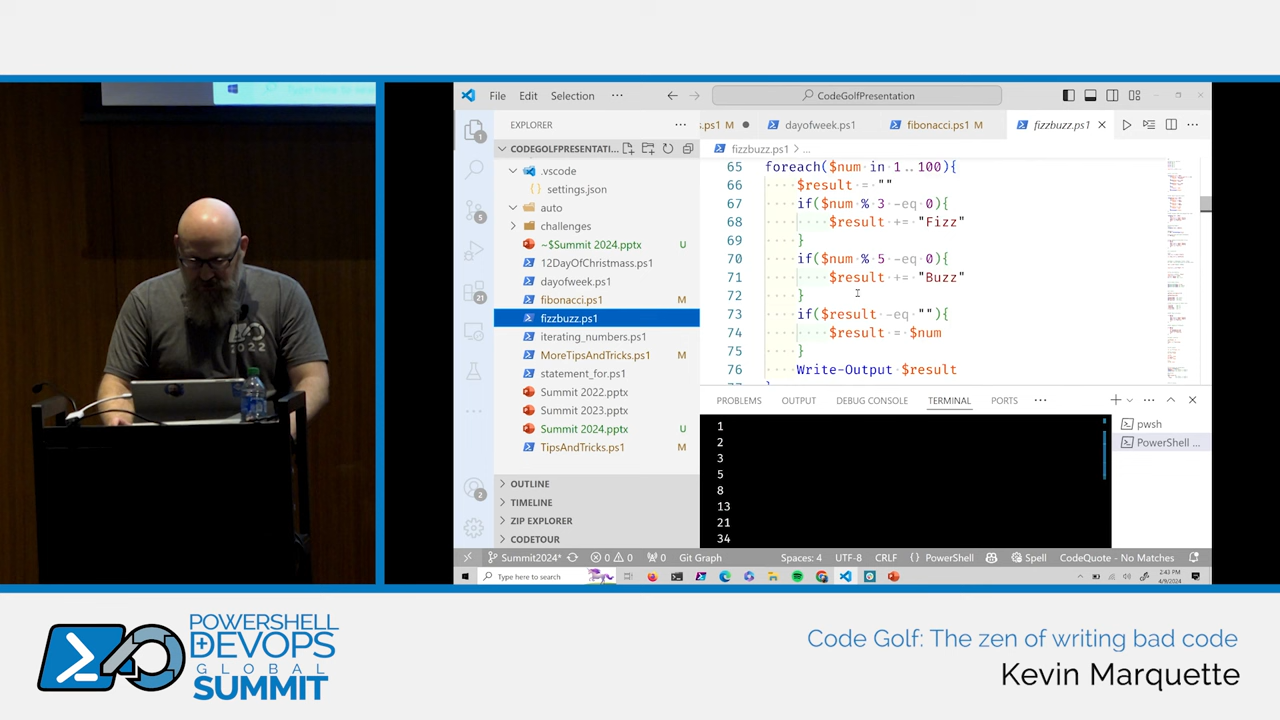 File Edit Selection ··· CodeGolfPresentation
EXPLORER ···
.ps1 M dayofweek.ps1 fibonacci.ps1 M fizzbuzz.ps1 ···
CODEGOLFPRESENTATI...
fizzbuzz.ps1 > ...
.vscode
settings.json
challenges
~$Summit 2024.pptx U
12DayOfChristmass.ps1
dayofweek.ps1
fibonacci.ps1 M
fizzbuzz.ps1
iterating_numbers.ps1
MoreTipsAndTricks.ps1 M
statement_for.ps1
Summit 2022.pptx
Summit 2023.pptx
Summit 2024.pptx U
TipsAndTricks.ps1 M
OUTLINE
TIMELINE
ZIP EXPLORER
CODETOUR
65 foreach($num in 1..100){
66 $result = ""
67 if($num % 3 -eq 0){
68 $result += "Fizz"
69 }
70 if($num % 5 -eq 0){
71 $result += "Buzz"
72 }
73 if($result -eq ""){
74 $result = $num
75 }
76 Write-Output $result
PROBLEMS OUTPUT DEBUG CONSOLE TERMINAL PORTS ···
1
2
3
5
8
13
21
34
pwsh
PowerShell ...
Summit2024* 0 0 0 Git Graph Spaces: 4 UTF-8 CRLF {} PowerShell Spell CodeQuote - No Matches
Type here to search
2:43 PM
4/9/2024
2022
POWERSHELL
+DEVOPS
GLOBAL
SUMMIT
Code Golf: The zen of writing bad code
Kevin Marquette